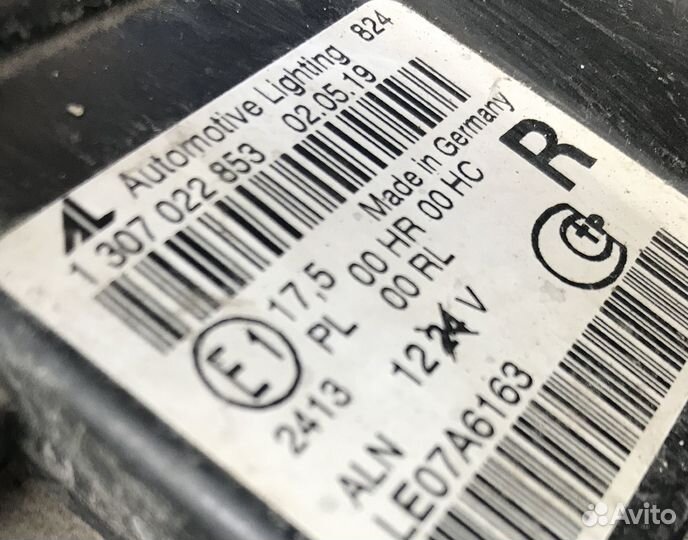 AL Automotive Lighting 824
1 307 022 853 02.05.19
Made in Germany
R
E1 17,5 00 HR 00 HC
PL 00 RL
2413 12 24 V
ALN
LE07A6163
Avito